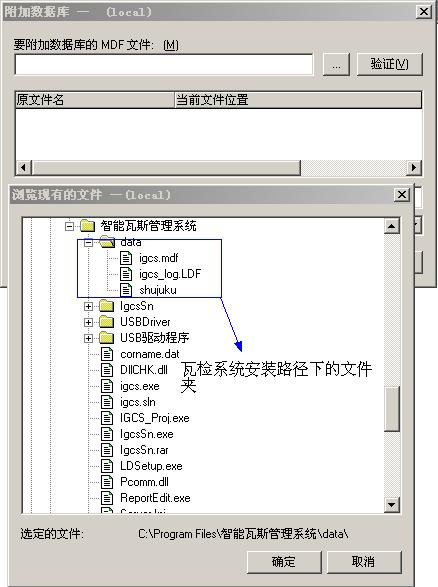 附加数据库 — (local)
要附加数据库的 MDF 文件: (M)
...
验证(V)
原文件名
当前文件位置
浏览现有的文件 —(local)
智能瓦斯管理系统
data
igcs.mdf
igcs_log.LDF
shujuku
IgcsSn
USBDriver
USB驱动程序
corname.dat
DllCHK.dll
瓦检系统安装路径下的文件
夹
igcs.exe
igcs.sln
IGCS_Proj.exe
IgcsSn.exe
IgcsSn.rar
LDSetup.exe
Pcomm.dll
ReportEdit.exe
选定的文件:
C:\Program Files\智能瓦斯管理系统\data\
确定
取消